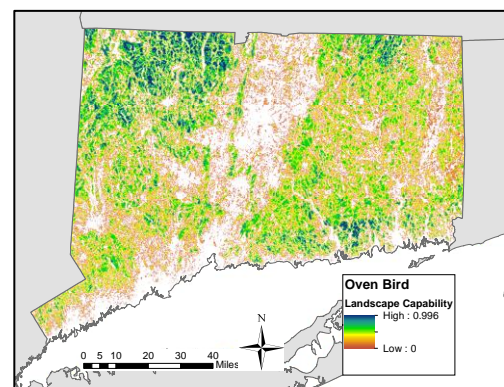 Oven Bird
Landscape Capability
High : 0.996
Low : 0
N
0 5 10 20 30 40
Miles